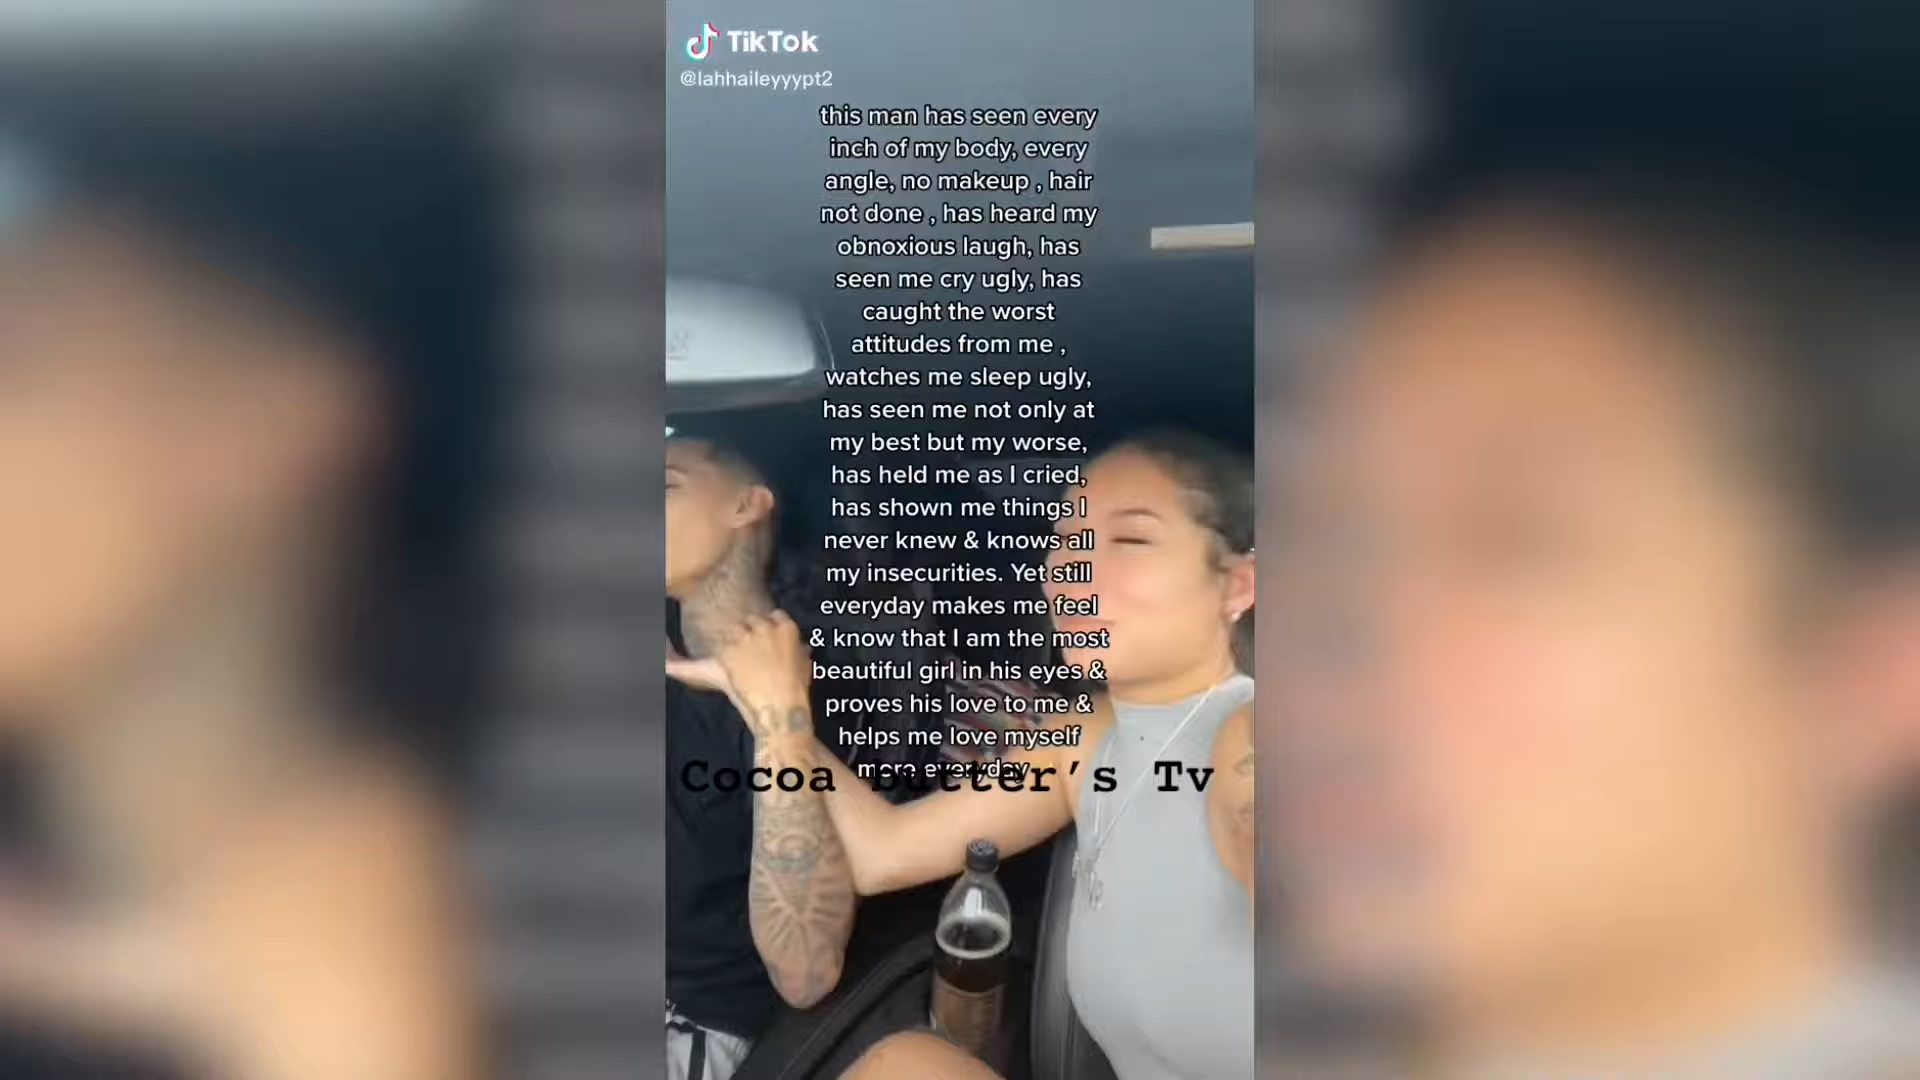 TikTok
@lahhaileyyypt2
this man has seen every
inch of my body, every
angle, no makeup , hair
not done , has heard my
obnoxious laugh, has
seen me cry ugly, has
caught the worst
attitudes from me ,
watches me sleep ugly,
has seen me not only at
my best but my worse,
has held me as I cried,
has shown me things I
never knew & knows all
my insecurities. Yet still
everyday makes me feel
& know that I am the most
beautiful girl in his eyes &
proves his love to me &
helps me love myself
more everyday
Cocoa butter's Tv